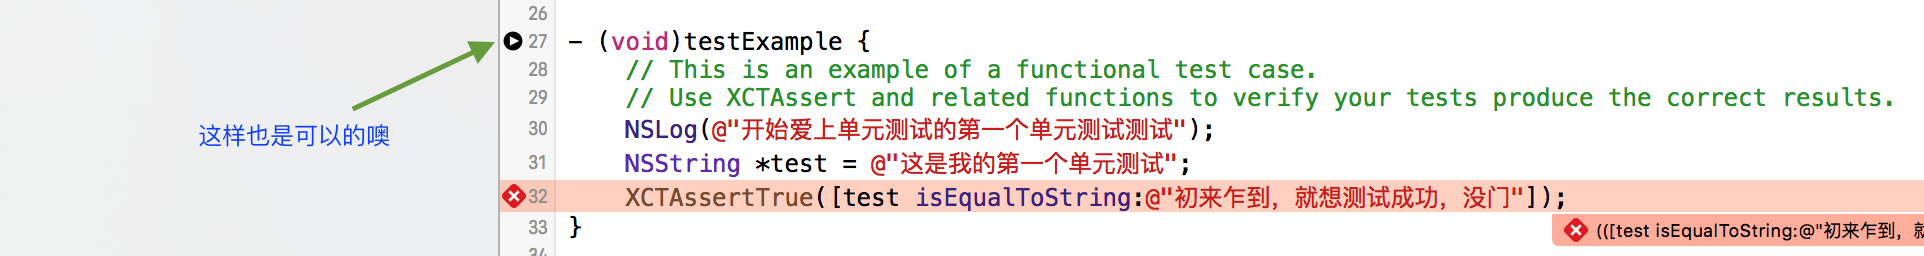 26
27 - (void)testExample {
28 // This is an example of a functional test case.
29 // Use XCTAssert and related functions to verify your tests produce the correct results.
这样也是可以的噢
30 NSLog(@"开始爱上单元测试的第一个单元测试测试");
31 NSString *test = @"这是我的第一个单元测试";
32 XCTAssertTrue([test isEqualToString:@"初来乍到，就想测试成功，没门"]);
33 }
(([test isEqualToString:@"初来乍到，就
34